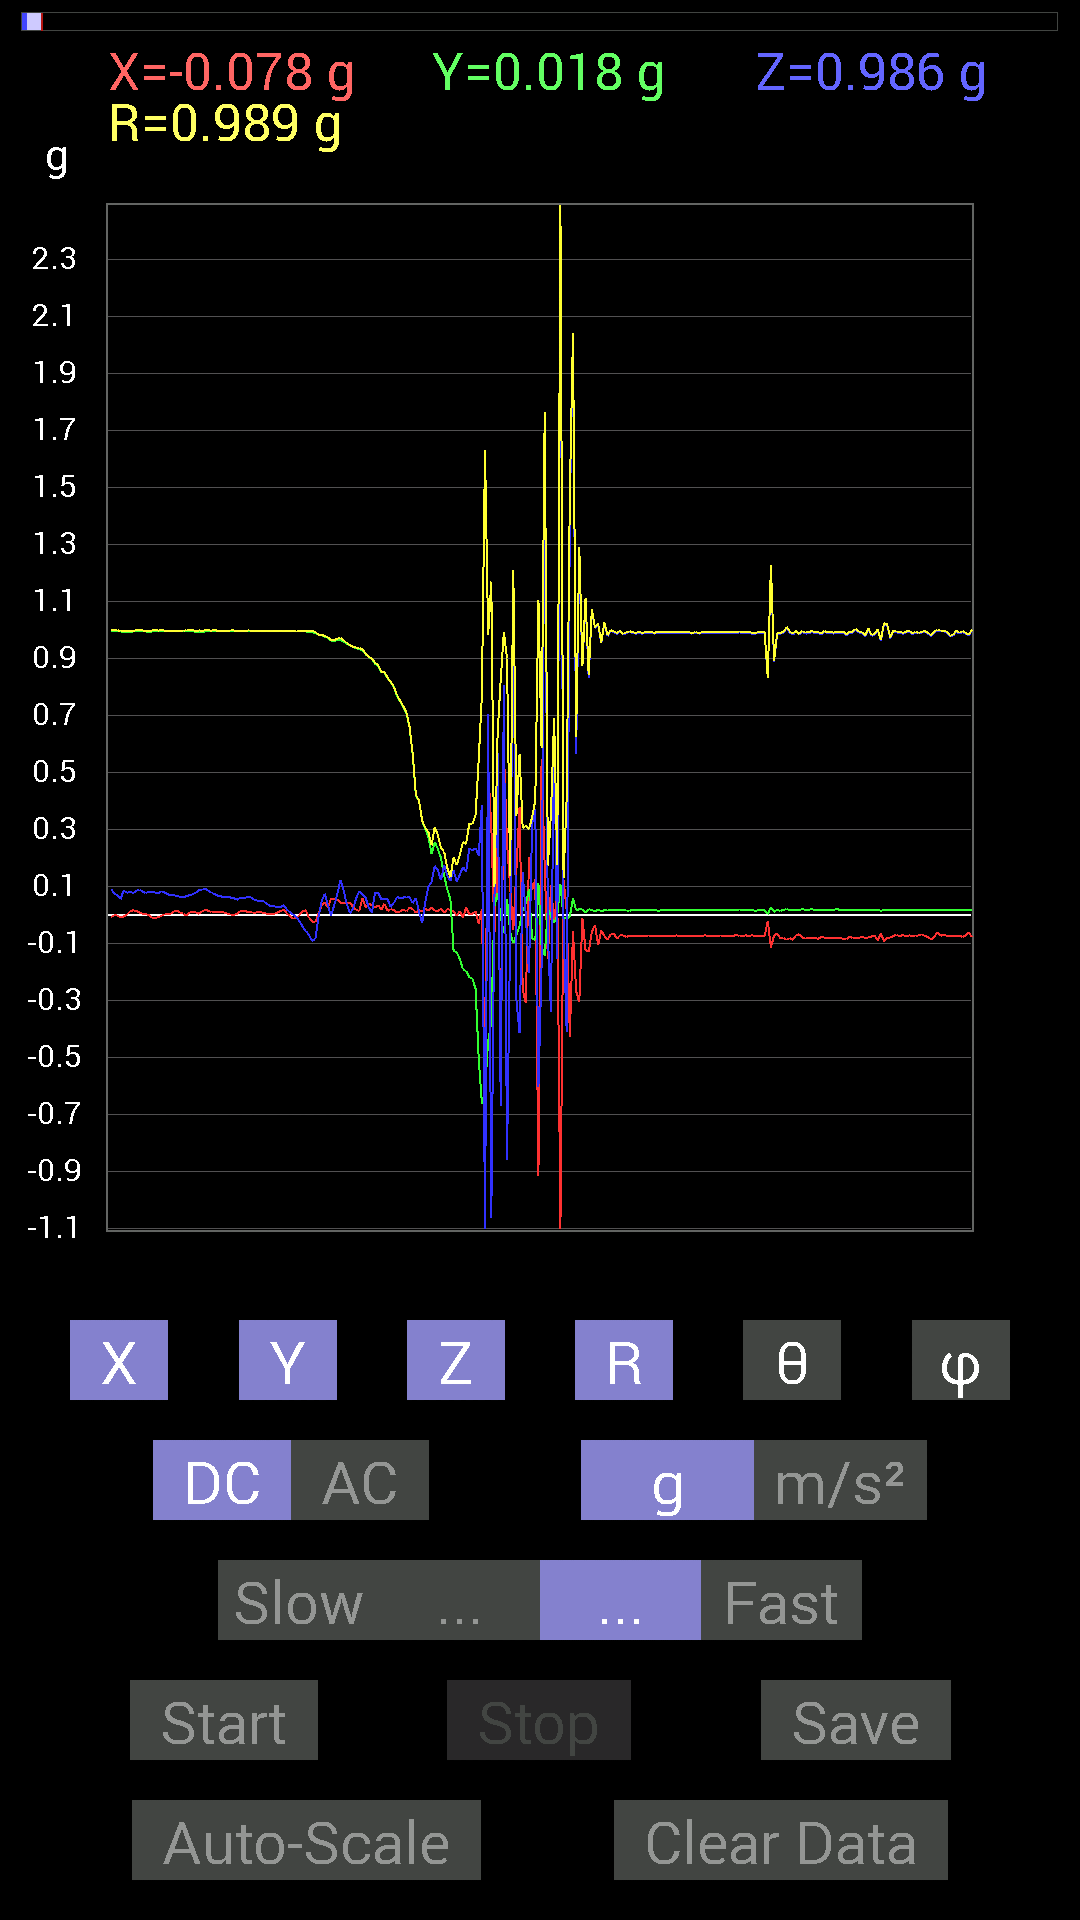 X=-0.078 g Y=0.018 g Z=0.986 g
R=0.989 g
g
2.3
2.1
1.9
1.7
1.5
1.3
1.1
0.9
0.7
0.5
0.3
0.1
-0.1
-0.3
-0.5
-0.7
-0.9
-1.1
X Y Z R θ φ
DC AC g m/s²
Slow ... ... Fast
Start Stop Save
Auto-Scale Clear Data